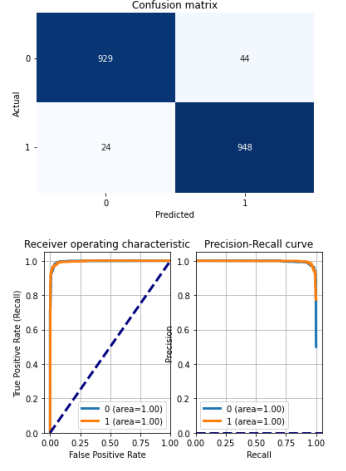 Confusion matrix
Actual
0
929
44
1
24
948
0
1
Predicted
Receiver operating characteristic
True Positive Rate (Recall)
1.0
0.8
0.6
0.4
0.2
0.0
0 (area=1.00)
1 (area=1.00)
0.00 0.25 0.50 0.75 1.00
False Positive Rate
Precision-Recall curve
Precision
1.0
0.8
0.6
0.4
0.2
0.0
0 (area=1.00)
1 (area=1.00)
0.00 0.25 0.50 0.75 1.00
Recall